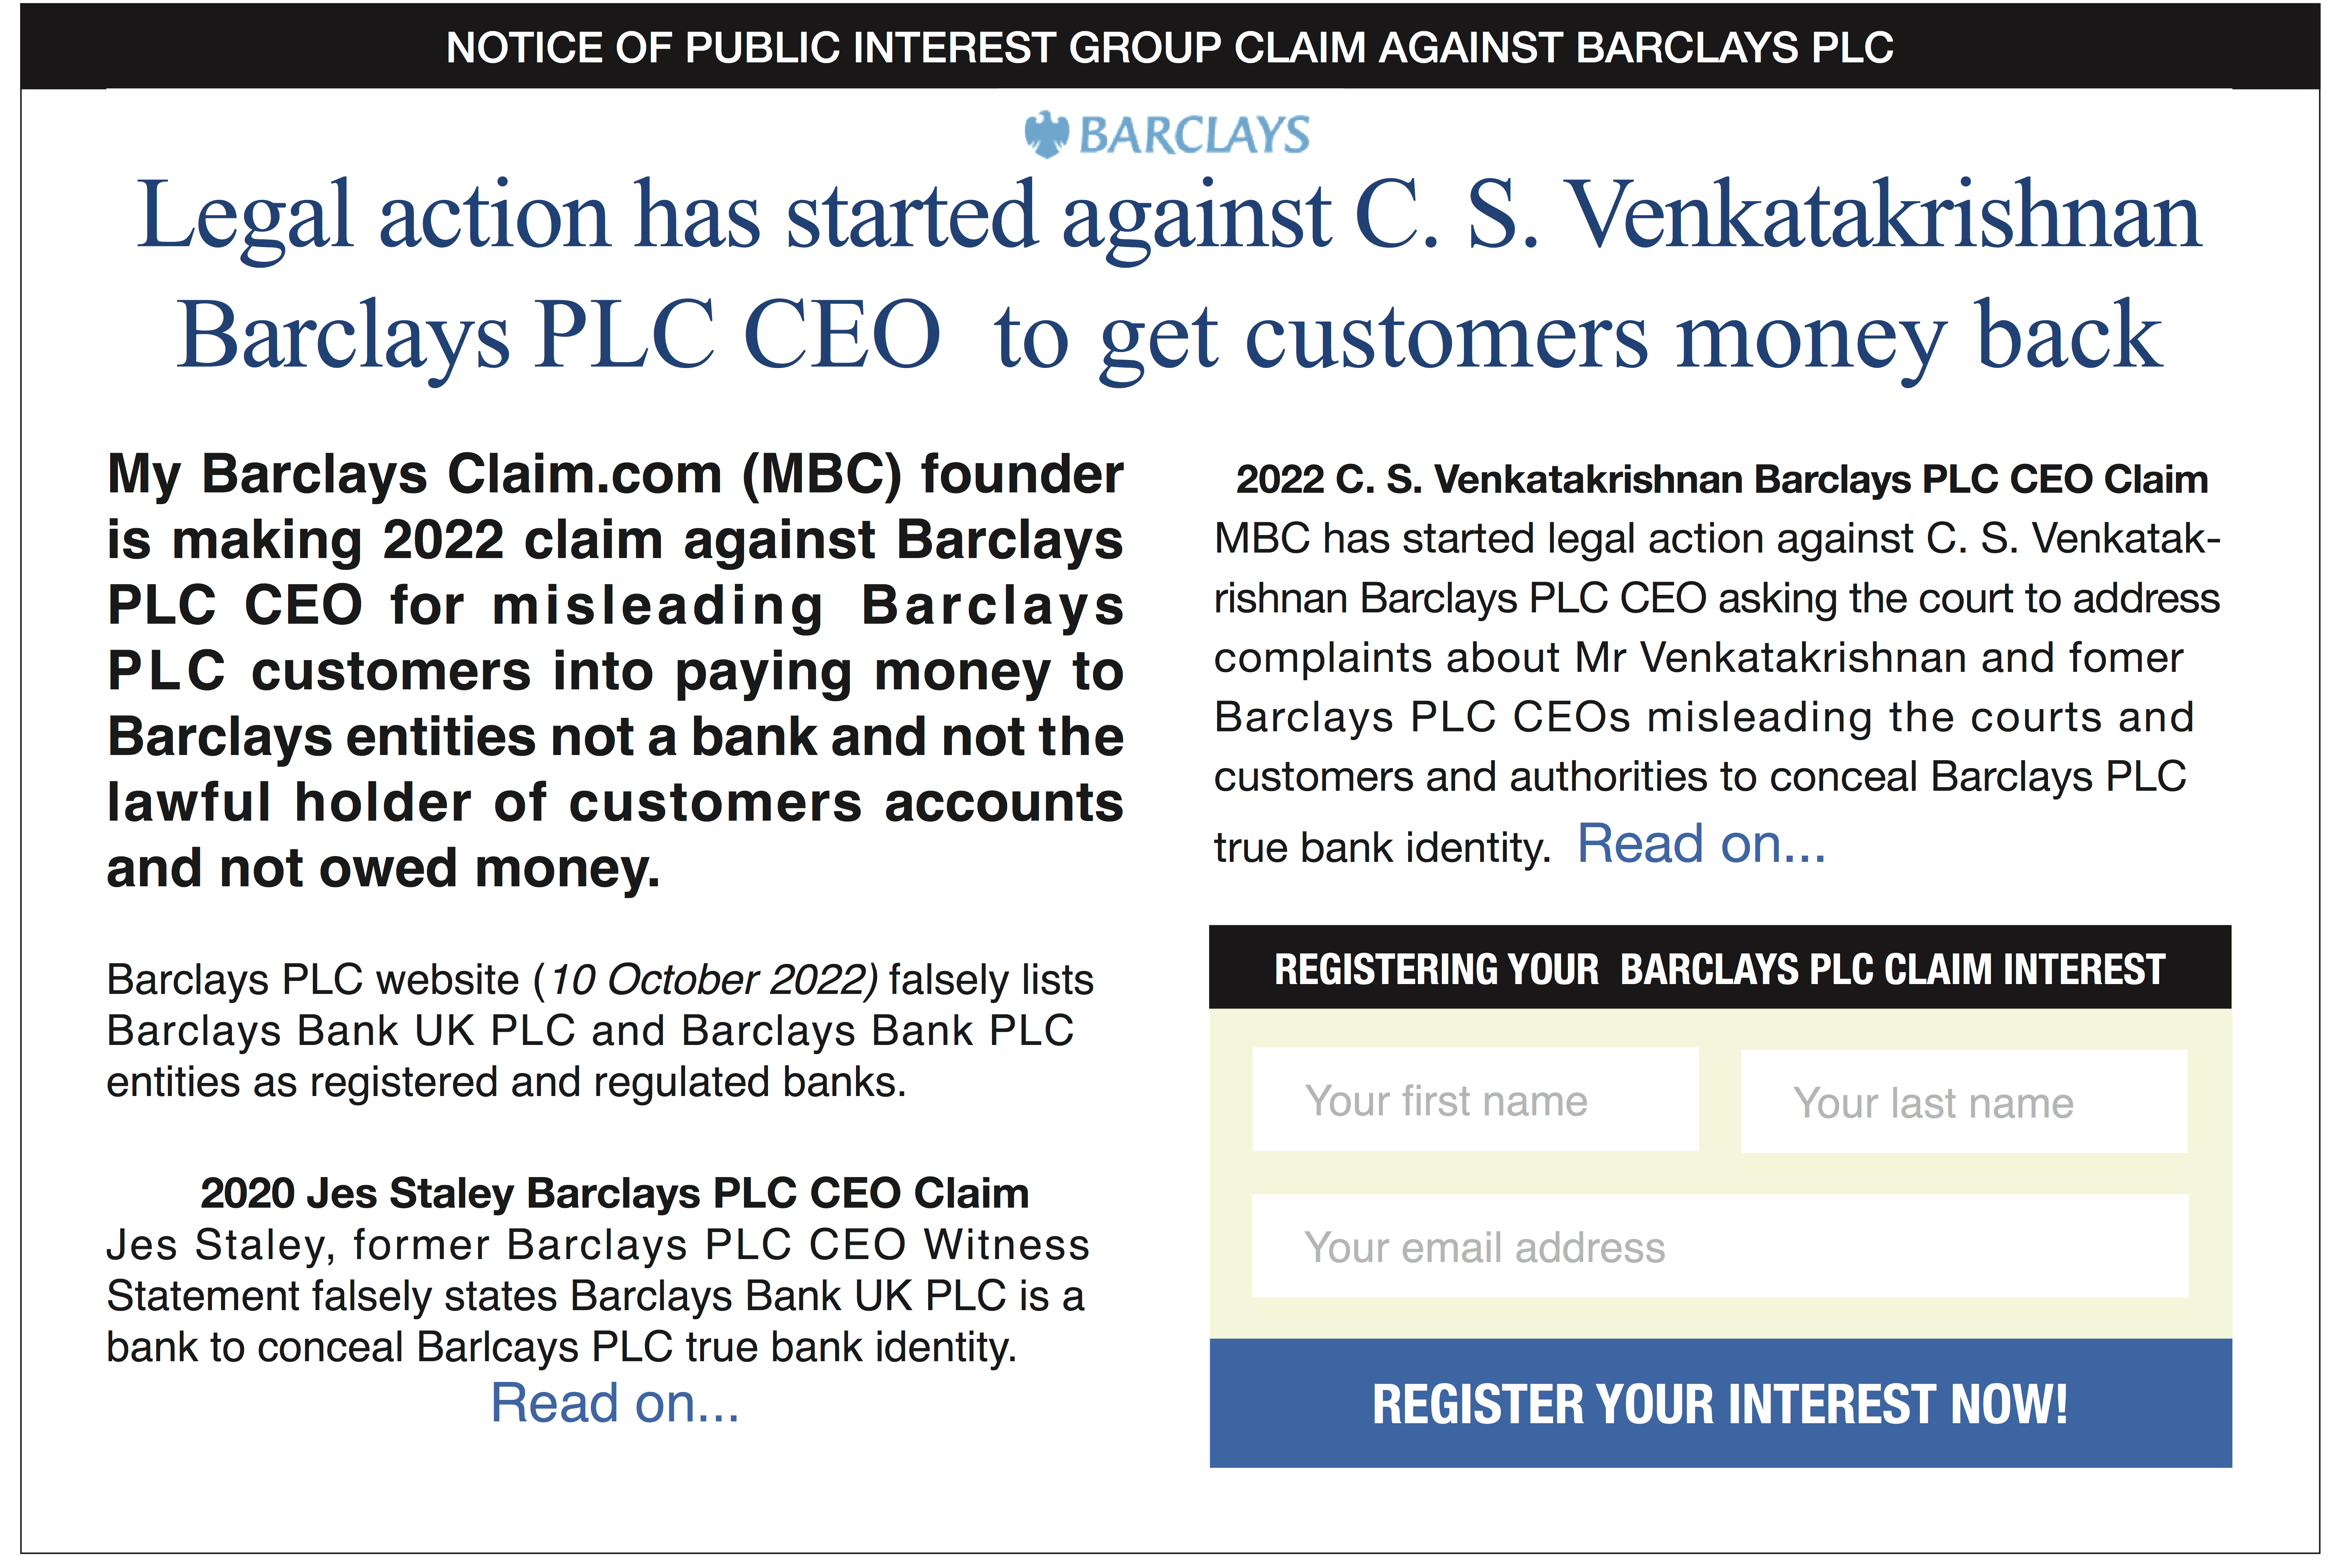 NOTICE OF PUBLIC INTEREST GROUP CLAIM AGAINST BARCLAYS PLC
BARCLAYS
Legal action has started against C. S. Venkatakrishnan
Barclays PLC CEO to get customers money back
My Barclays Claim.com (MBC) founder
is making 2022 claim against Barclays
PLC CEO for misleading Barclays
PLC customers into paying money to
Barclays entities not a bank and not the
lawful holder of customers accounts
and not owed money.
Barclays PLC website (10 October 2022) falsely lists
Barclays Bank UK PLC and Barclays Bank PLC
entities as registered and regulated banks.
2020 Jes Staley Barclays PLC CEO Claim
Jes Staley, former Barclays PLC CEO Witness
Statement falsely states Barclays Bank UK PLC is a
bank to conceal Barlcays PLC true bank identity.
Read on...
2022 C. S. Venkatakrishnan Barclays PLC CEO Claim
MBC has started legal action against C. S. Venkatak-
rishnan Barclays PLC CEO asking the court to address
complaints about Mr Venkatakrishnan and fomer
Barclays PLC CEOs misleading the courts and
customers and authorities to conceal Barclays PLC
true bank identity. Read on...
REGISTERING YOUR BARCLAYS PLC CLAIM INTEREST
Your first name
Your last name
Your email address
REGISTER YOUR INTEREST NOW!